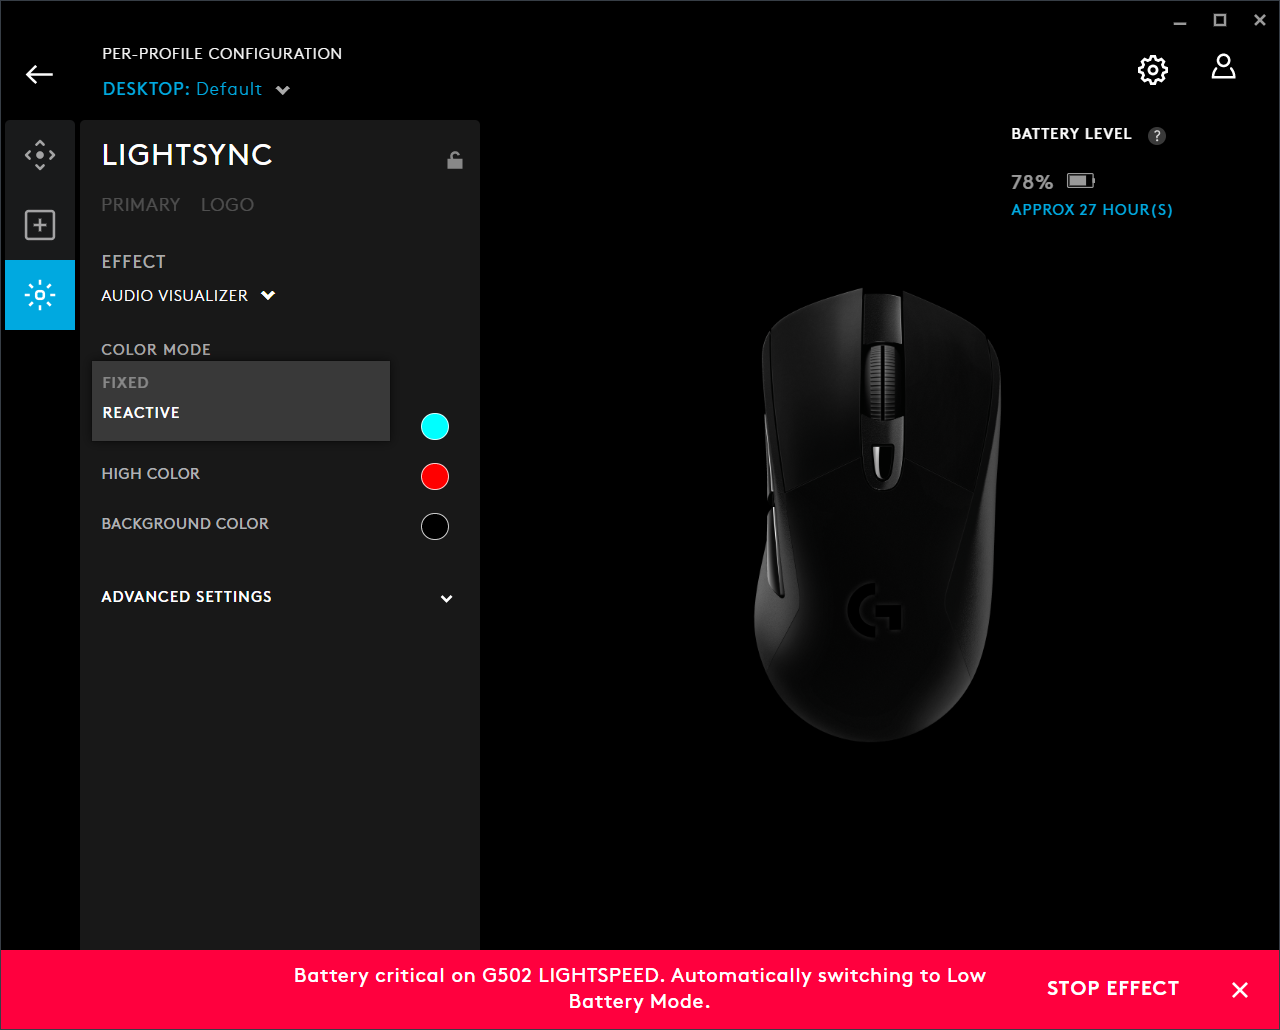 PER-PROFILE CONFIGURATION
DESKTOP: Default
LIGHTSYNC
PRIMARY LOGO
EFFECT
AUDIO VISUALIZER
COLOR MODE
FIXED
REACTIVE
HIGH COLOR
BACKGROUND COLOR
ADVANCED SETTINGS
BATTERY LEVEL ?
78%
APPROX 27 HOUR(S)
Battery critical on G502 LIGHTSPEED. Automatically switching to Low
Battery Mode.
STOP EFFECT